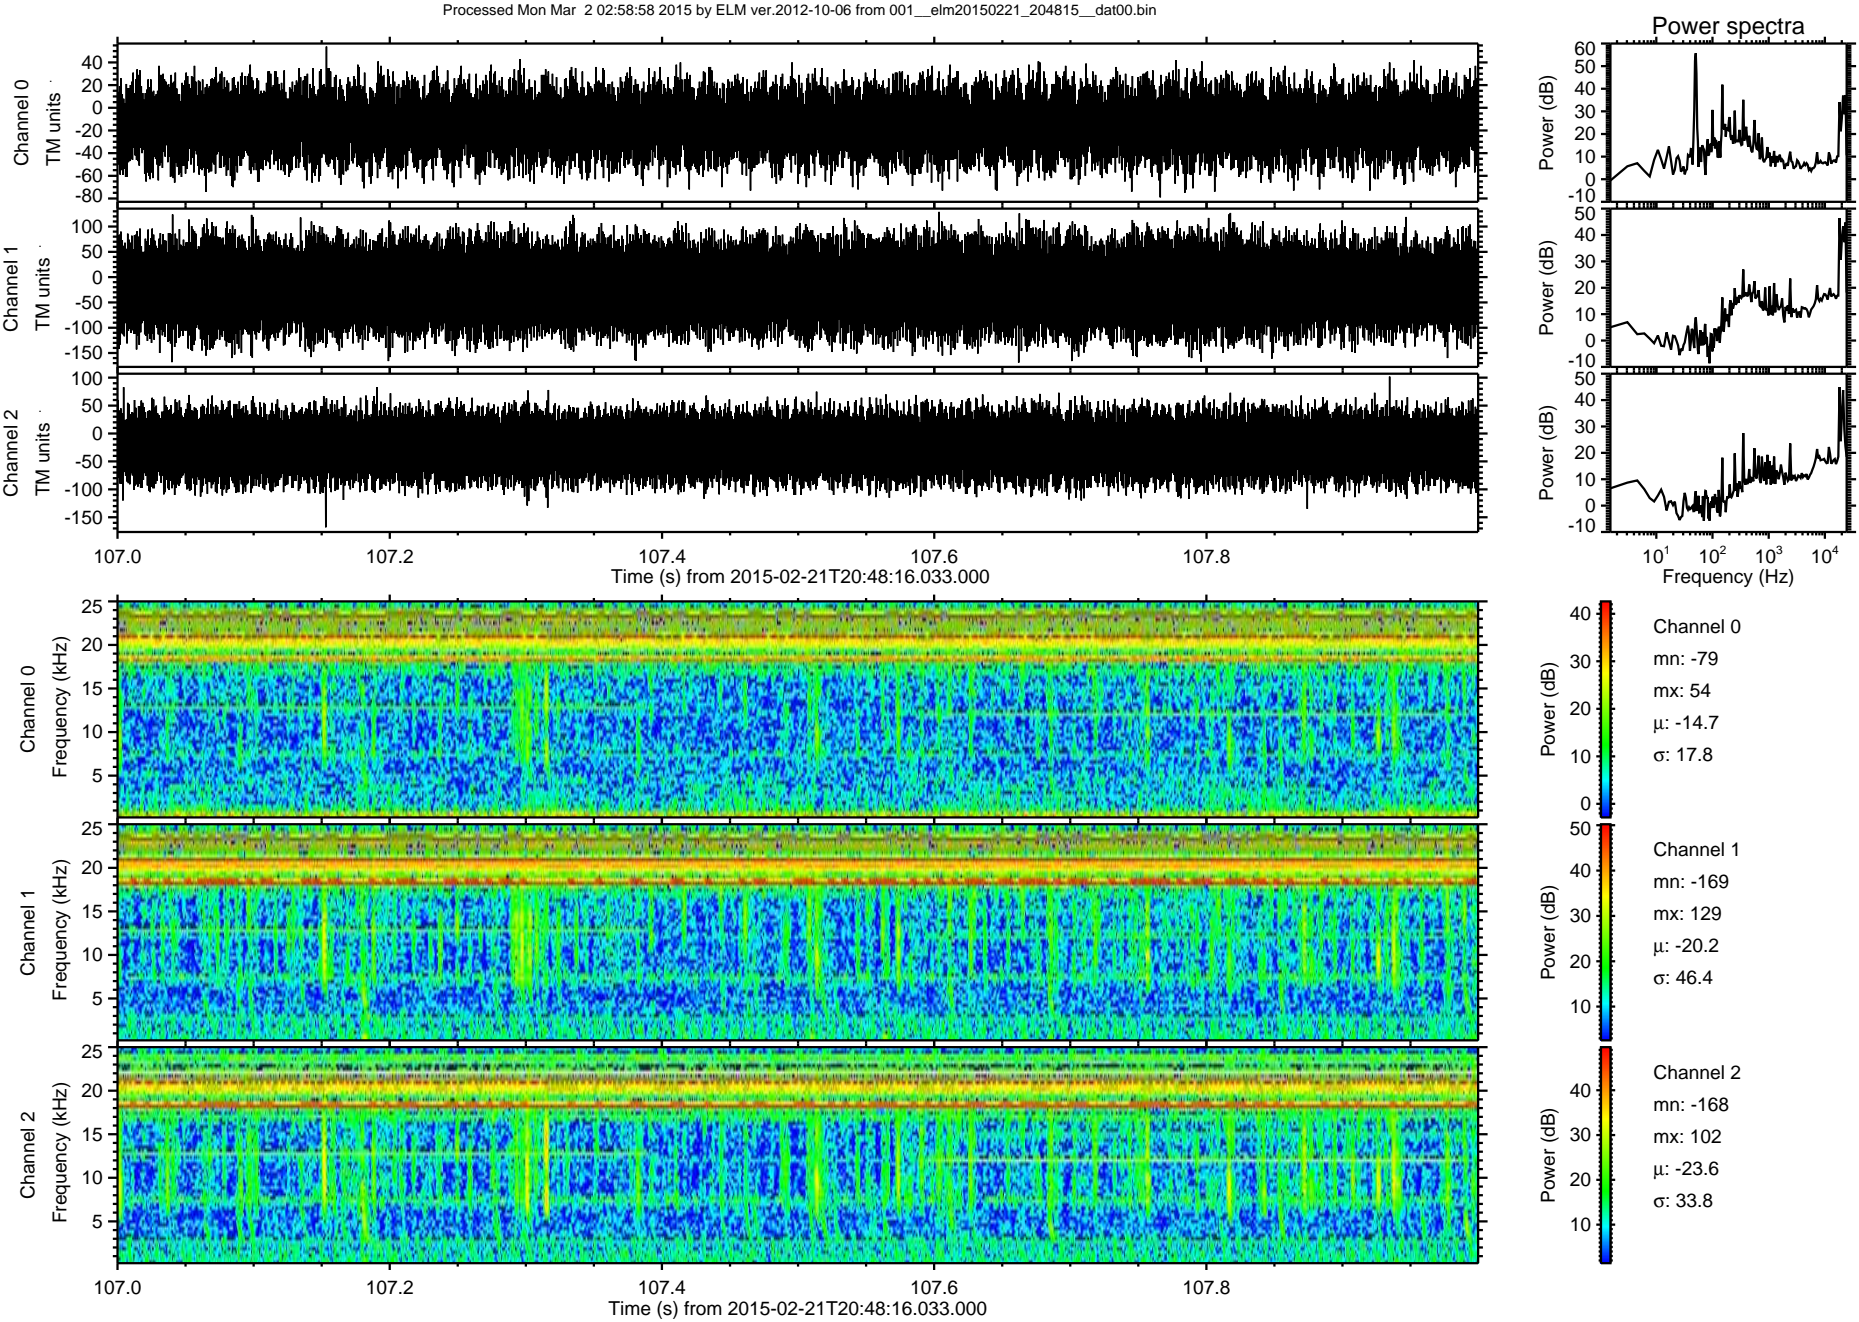 Processed Mon Mar  2 02:58:58 2015 by ELM ver.2012-10-06 from 001__elm20150221_204815__dat00.bin
Power spectra
Channel 0
TM units
40
20
0
-20
-40
-60
-80
Power (dB)
60
50
40
30
20
10
0
-10
Channel 1
TM units
100
50
0
-50
-100
-150
Power (dB)
50
40
30
20
10
0
-10
Channel 2
TM units
100
50
0
-50
-100
-150
Power (dB)
50
40
30
20
10
0
-10
107.0 107.2 107.4 107.6 107.8
Time (s) from 2015-02-21T20:48:16.033.000
10^1 10^2 10^3 10^4
Frequency (Hz)
Channel 0
Frequency (kHz)
25
20
15
10
5
Power (dB)
40
30
20
10
0
Channel 0
mn: -79
mx: 54
μ: -14.7
σ: 17.8
Channel 1
Frequency (kHz)
25
20
15
10
5
Power (dB)
50
40
30
20
10
Channel 1
mn: -169
mx: 129
μ: -20.2
σ: 46.4
Channel 2
Frequency (kHz)
25
20
15
10
5
Power (dB)
40
30
20
10
Channel 2
mn: -168
mx: 102
μ: -23.6
σ: 33.8
107.0 107.2 107.4 107.6 107.8
Time (s) from 2015-02-21T20:48:16.033.000